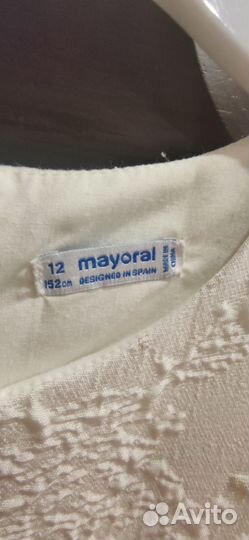 12 mayoral
152cm DESIGNED IN SPAIN
MADE IN
CHINA
Avito